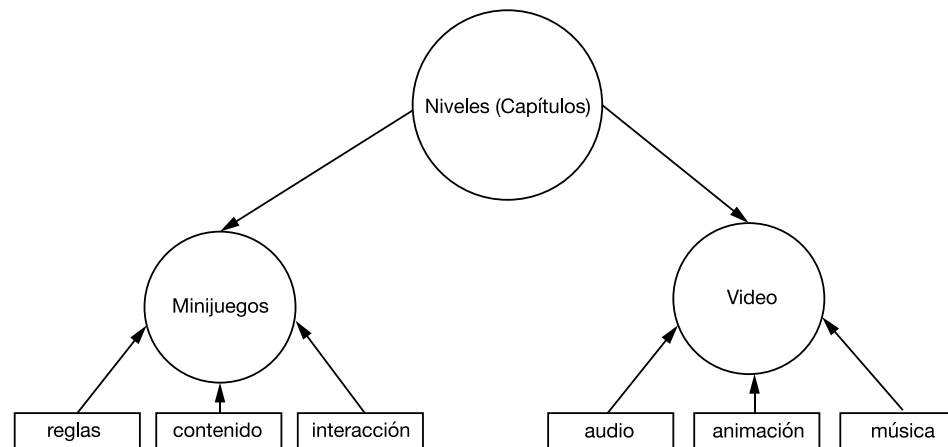 Niveles (Capítulos)
Minijuegos
Video
reglas
contenido
interacción
audio
animación
música